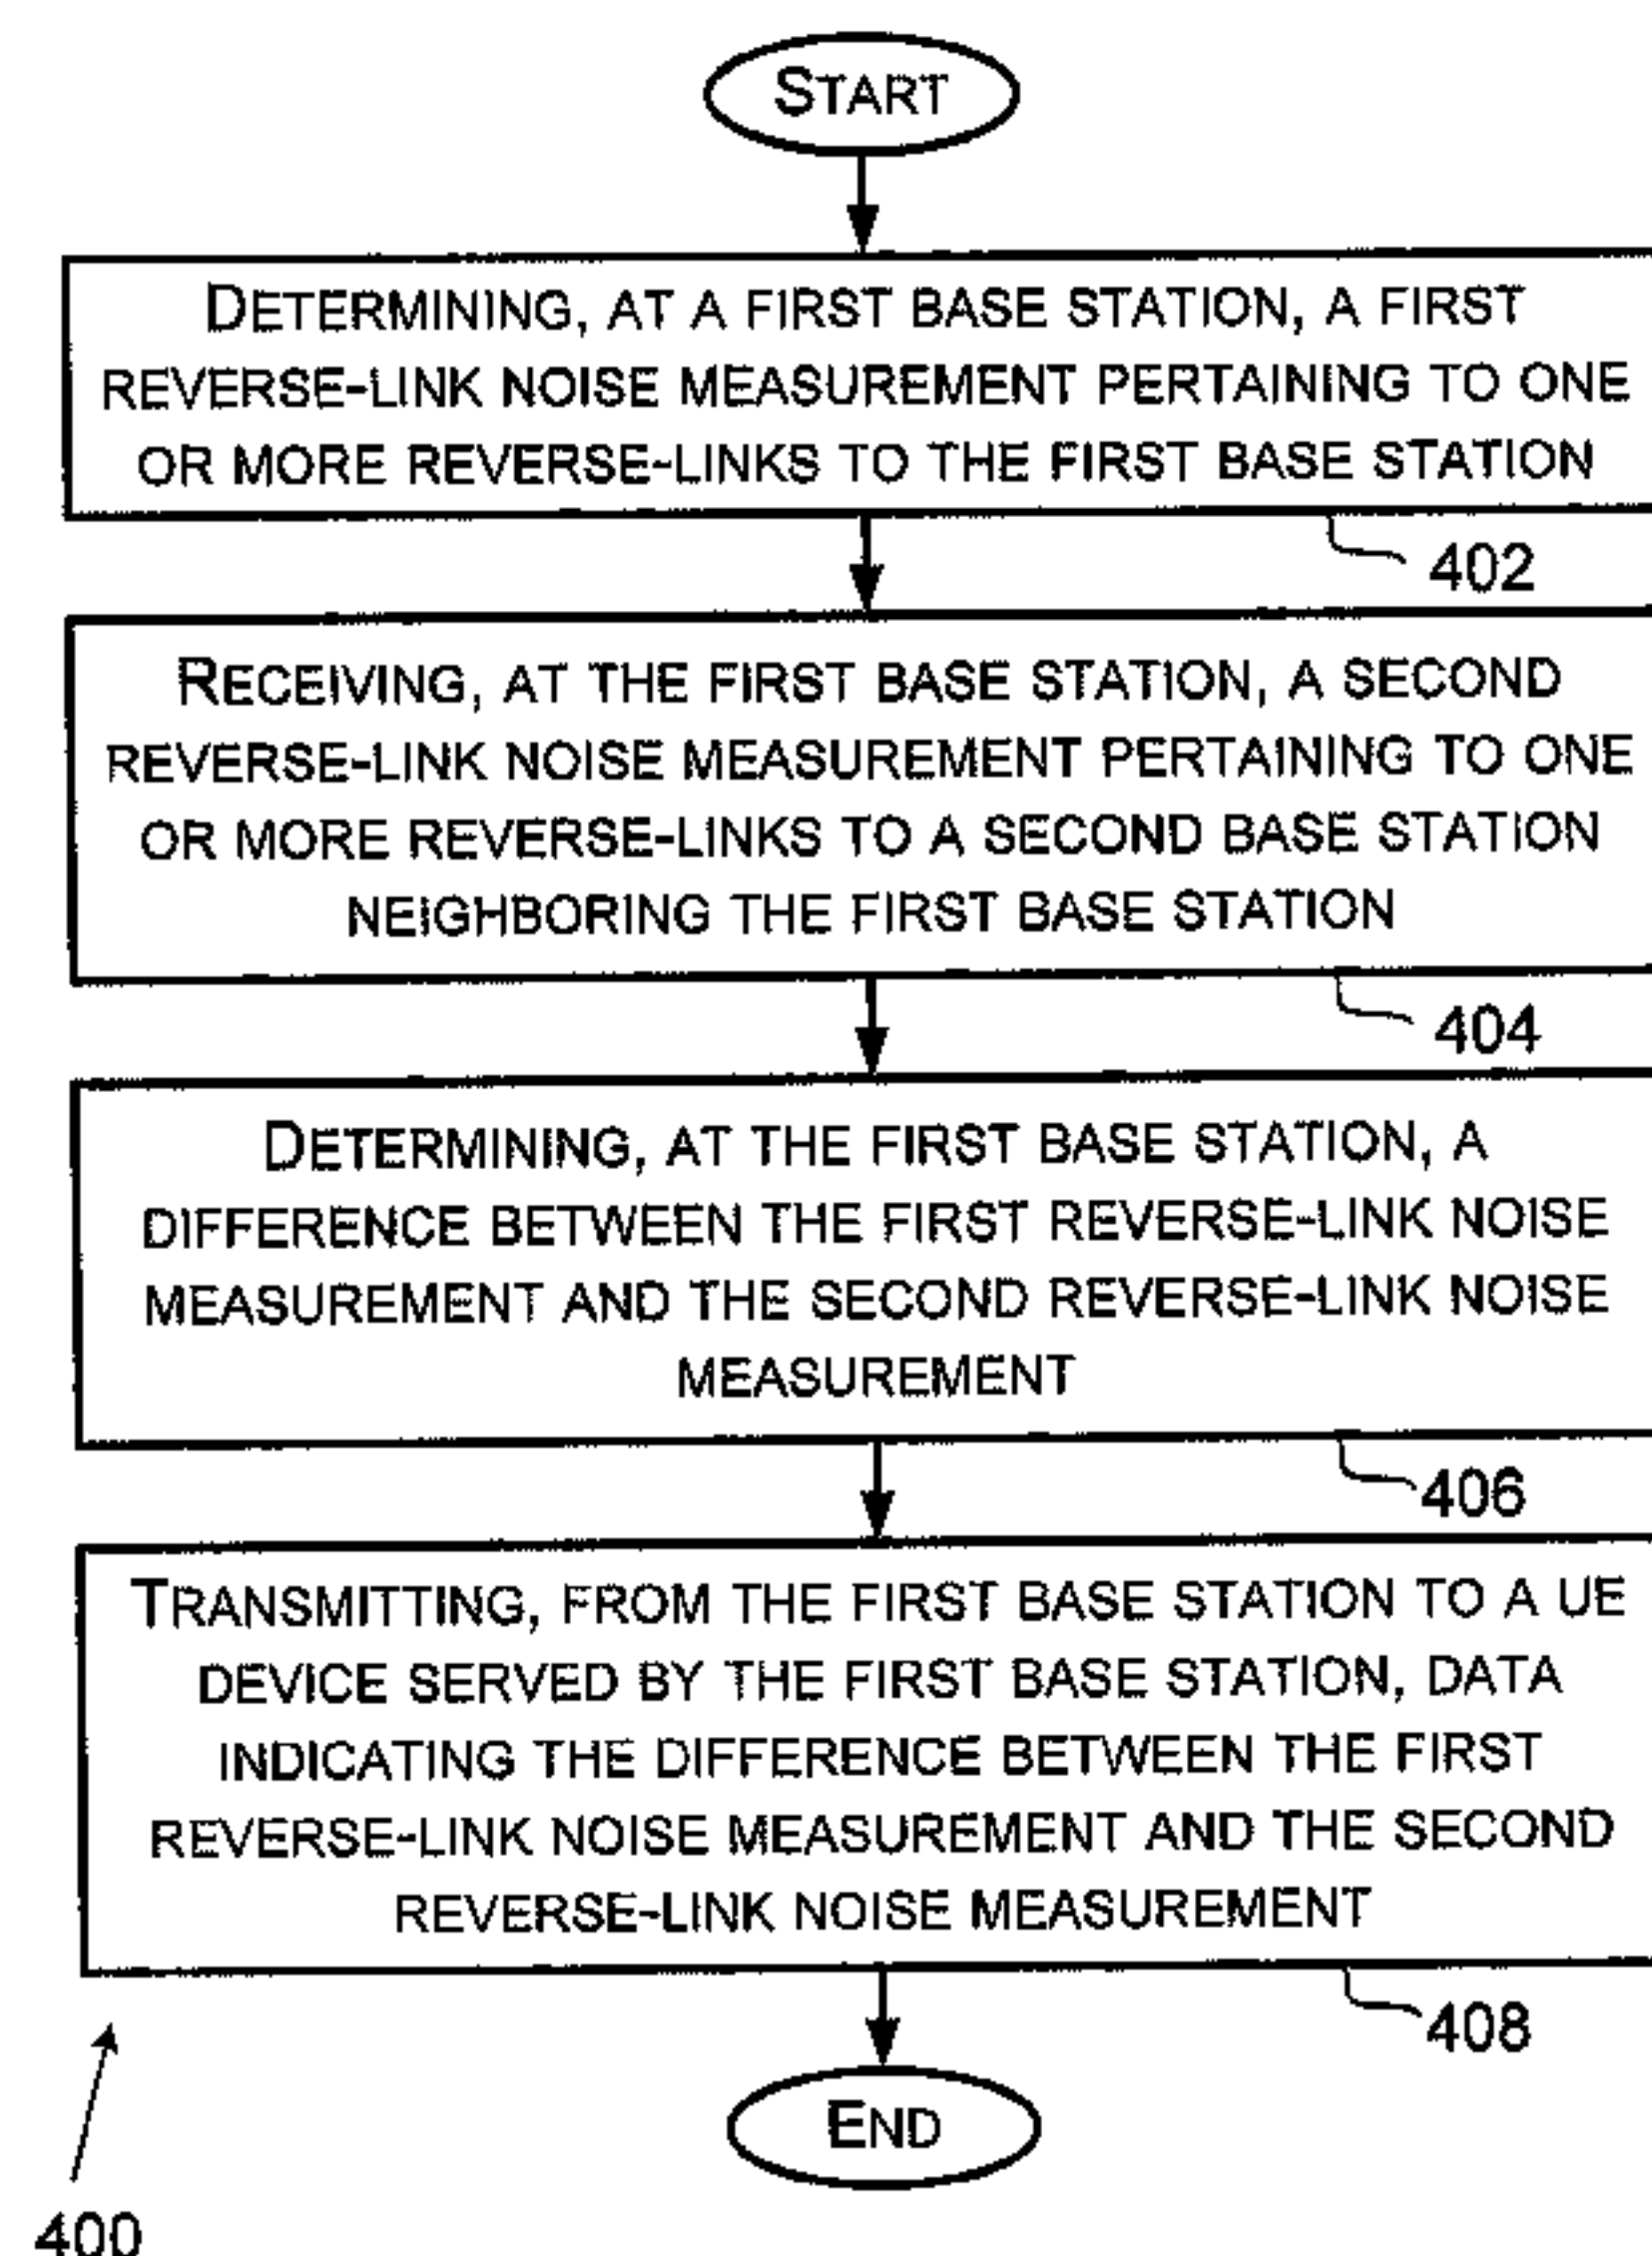 START
DETERMINING, AT A FIRST BASE STATION, A FIRST
REVERSE-LINK NOISE MEASUREMENT PERTAINING TO ONE
OR MORE REVERSE-LINKS TO THE FIRST BASE STATION
402
RECEIVING, AT THE FIRST BASE STATION, A SECOND
REVERSE-LINK NOISE MEASUREMENT PERTAINING TO ONE
OR MORE REVERSE-LINKS TO A SECOND BASE STATION
NEIGHBORING THE FIRST BASE STATION
404
DETERMINING, AT THE FIRST BASE STATION, A
DIFFERENCE BETWEEN THE FIRST REVERSE-LINK NOISE
MEASUREMENT AND THE SECOND REVERSE-LINK NOISE
MEASUREMENT
406
TRANSMITTING, FROM THE FIRST BASE STATION TO A UE
DEVICE SERVED BY THE FIRST BASE STATION, DATA
INDICATING THE DIFFERENCE BETWEEN THE FIRST
REVERSE-LINK NOISE MEASUREMENT AND THE SECOND
REVERSE-LINK NOISE MEASUREMENT
408
END
400